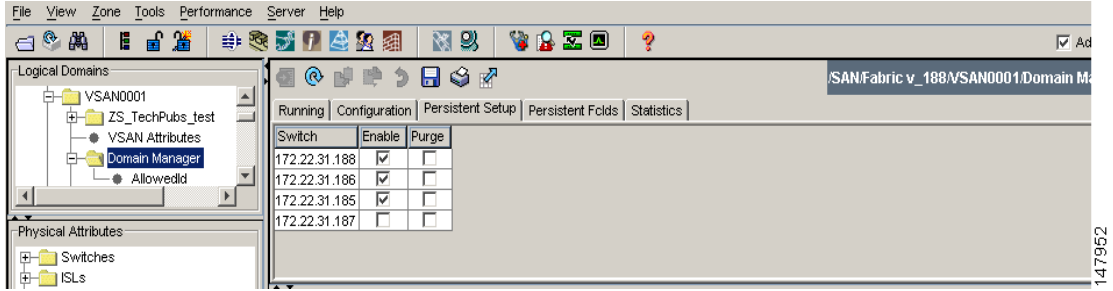 File View Zone Tools Performance Server Help
Logical Domains
VSAN0001
ZS_TechPubs_test
VSAN Attributes
Domain Manager
AllowedId
Physical Attributes
Switches
ISLs
/SAN/Fabric v_188/VSAN0001/Domain Ma
Running Configuration Persistent Setup Persistent FcIds Statistics
Switch Enable Purge
172.22.31.188
172.22.31.186
172.22.31.185
172.22.31.187
Ad
147952